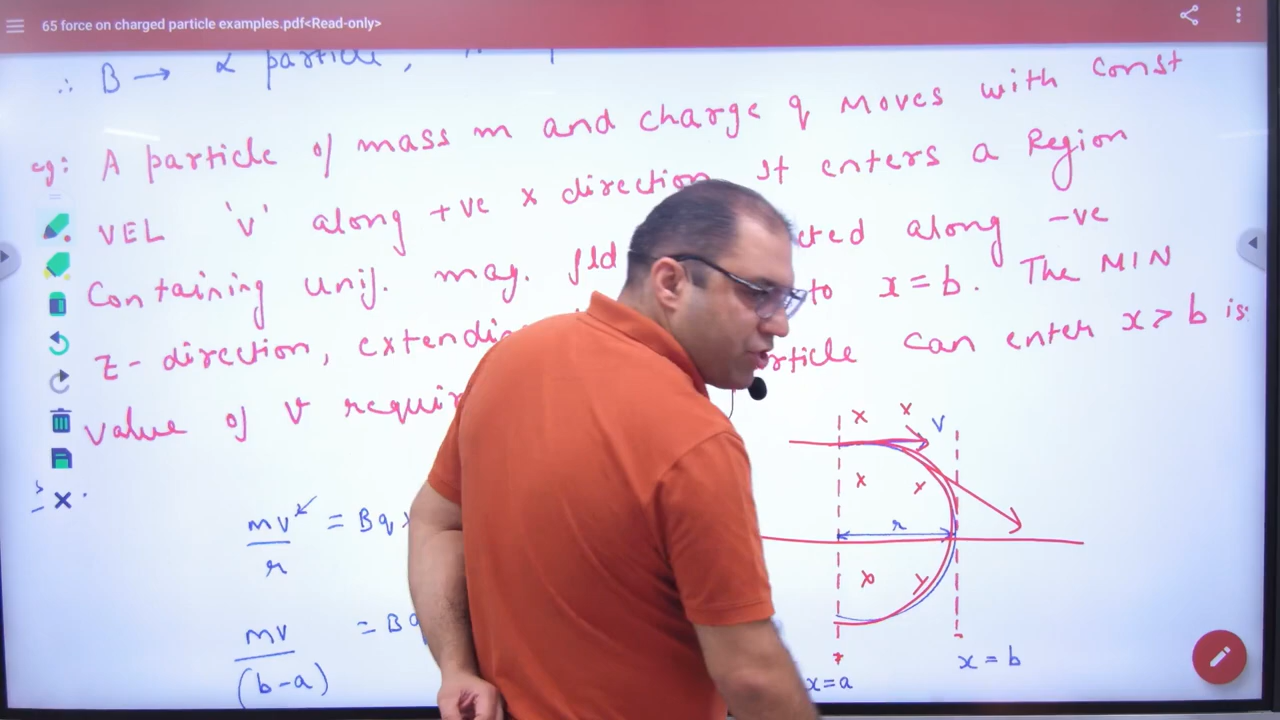 65 force on charged particle examples.pdf<Read-only>
∴ B → α particle,
eg: A particle of mass m and charge q moves with const
VEL 'v' along +ve x direction It enters a Region
Containing unif. mag. fld cted along -ve
z-direction, extendi to x=b. The MIN
value of v requir rticle can enter x > b is:
mv² = Bq
r
mv = B
(b-a)
x x v
x x
r
x=a x=b